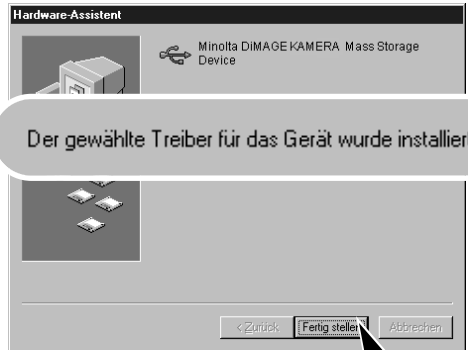 Hardware-Assistent
Minolta DiMAGE KAMERA Mass Storage
Device
Der gewählte Treiber für das Gerät wurde installier
< Zurück
Fertig stellen
Abbrechen